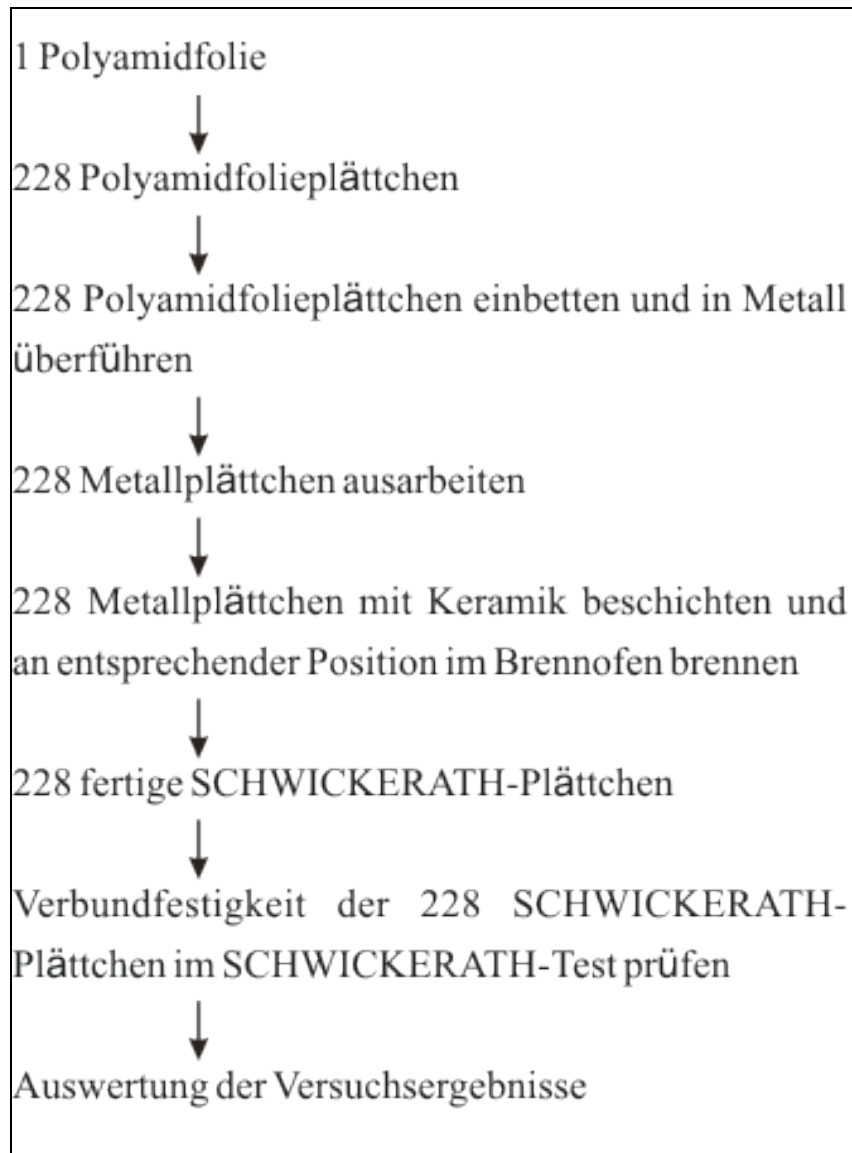 1 Polyamidfolie
228 Polyamidfolieplättchen
228 Polyamidfolieplättchen einbetten und in Metall
überführen
228 Metallplättchen ausarbeiten
228 Metallplättchen mit Keramik beschichten und
an entsprechender Position im Brennofen brennen
228 fertige SCHWICKERATH-Plättchen
Verbundfestigkeit der 228 SCHWICKERATH-
Plättchen im SCHWICKERATH-Test prüfen
Auswertung der Versuchsergebnisse